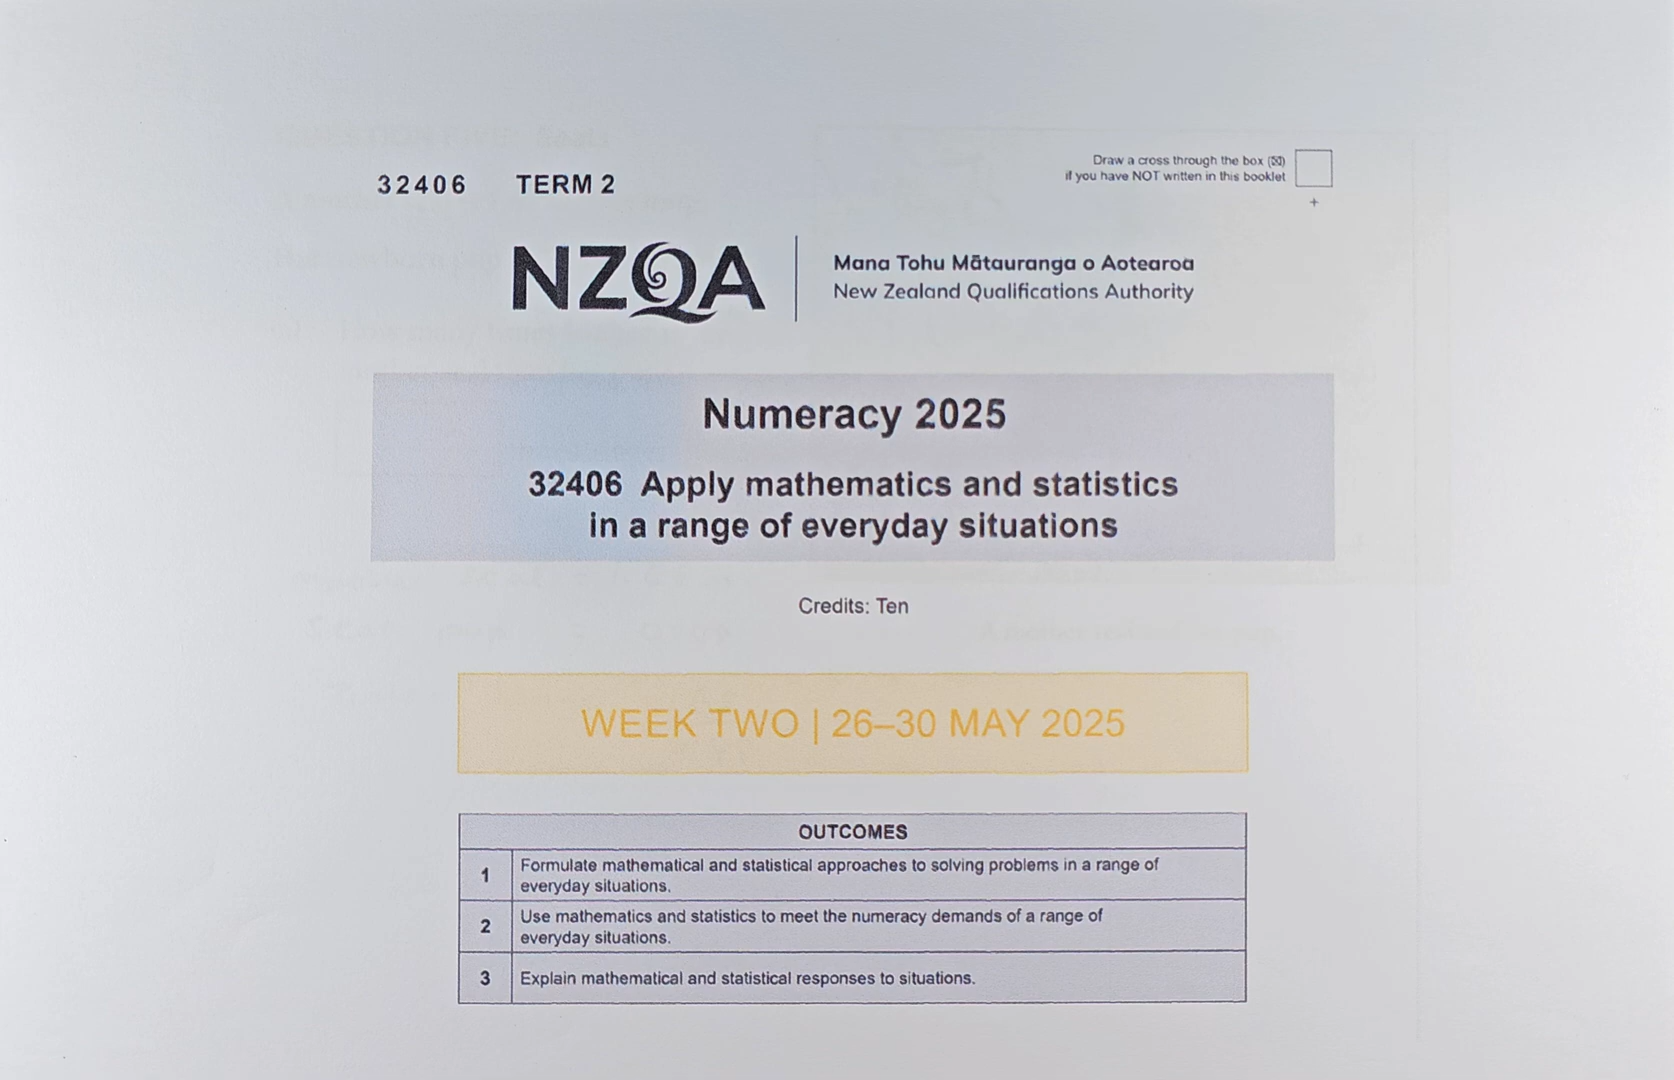 32406 TERM 2
Draw a cross through the box (☒)
if you have NOT written in this booklet
+
NZQA
Mana Tohu Mātauranga o Aotearoa
New Zealand Qualifications Authority
Numeracy 2025
32406 Apply mathematics and statistics
in a range of everyday situations
Credits: Ten
WEEK TWO | 26–30 MAY 2025
OUTCOMES
1 Formulate mathematical and statistical approaches to solving problems in a range of
everyday situations.
2 Use mathematics and statistics to meet the numeracy demands of a range of
everyday situations.
3 Explain mathematical and statistical responses to situations.